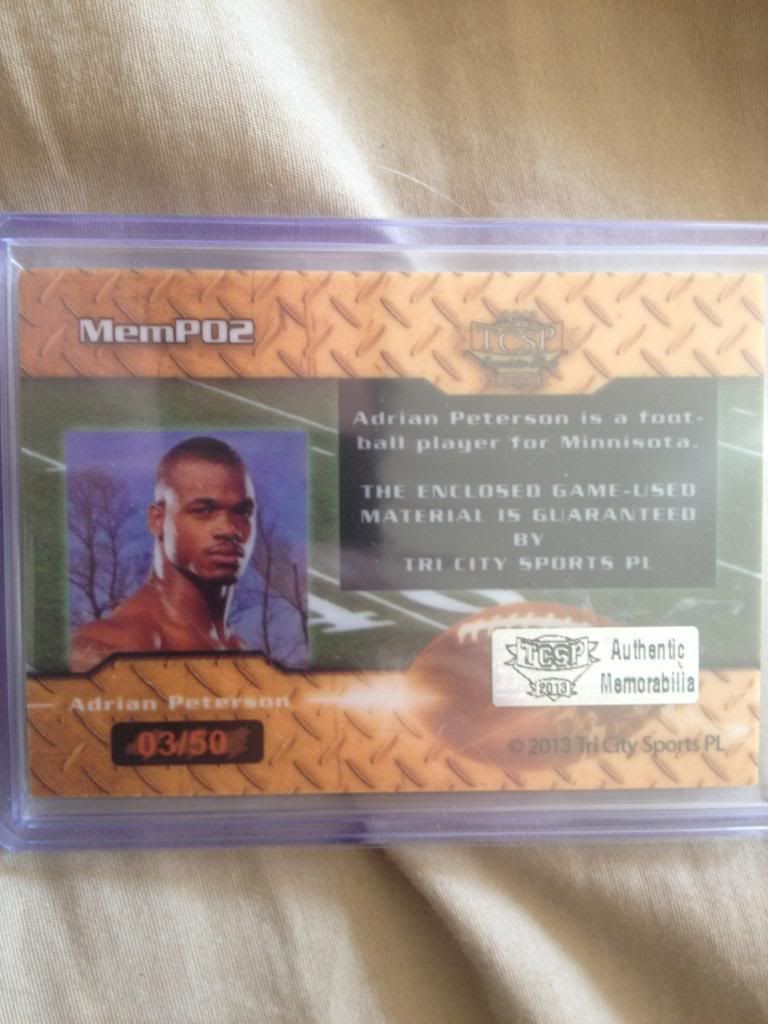 MemP02
TCSP
Adrian Peterson is a foot-
ball player for Minnisota.
THE ENCLOSED GAME-USED
MATERIAL IS GUARANTEED
BY
TRI CITY SPORTS PL
TCSP
2013
Authentic
Memorabilia
Adrian Peterson
03/50
© 2013 Tri City Sports PL